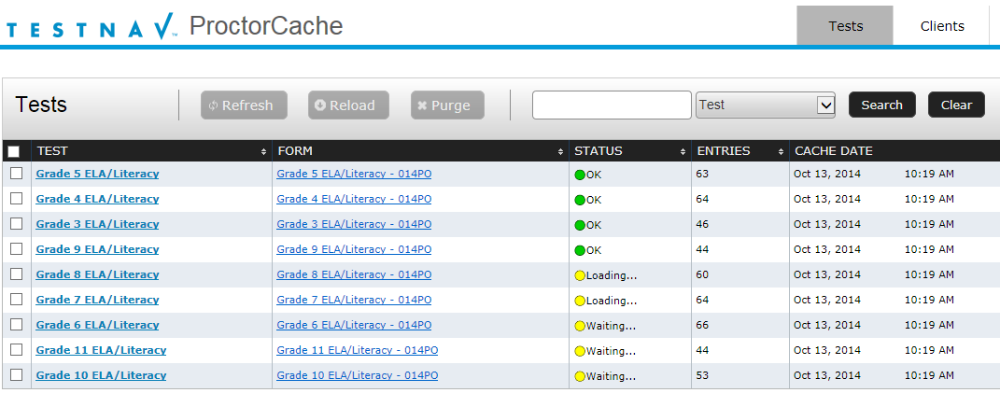 TESTNAV™ ProctorCache Tests Clients
Tests Refresh Reload Purge Test Search Clear
TEST FORM STATUS ENTRIES CACHE DATE
Grade 5 ELA/Literacy Grade 5 ELA/Literacy - 014PO OK 63 Oct 13, 2014 10:19 AM
Grade 4 ELA/Literacy Grade 4 ELA/Literacy - 014PO OK 64 Oct 13, 2014 10:19 AM
Grade 3 ELA/Literacy Grade 3 ELA/Literacy - 014PO OK 46 Oct 13, 2014 10:19 AM
Grade 9 ELA/Literacy Grade 9 ELA/Literacy - 014PO OK 44 Oct 13, 2014 10:19 AM
Grade 8 ELA/Literacy Grade 8 ELA/Literacy - 014PO Loading... 60 Oct 13, 2014 10:19 AM
Grade 7 ELA/Literacy Grade 7 ELA/Literacy - 014PO Loading... 64 Oct 13, 2014 10:19 AM
Grade 6 ELA/Literacy Grade 6 ELA/Literacy - 014PO Waiting... 66 Oct 13, 2014 10:19 AM
Grade 11 ELA/Literacy Grade 11 ELA/Literacy - 014PO Waiting... 44 Oct 13, 2014 10:19 AM
Grade 10 ELA/Literacy Grade 10 ELA/Literacy - 014PO Waiting... 53 Oct 13, 2014 10:19 AM